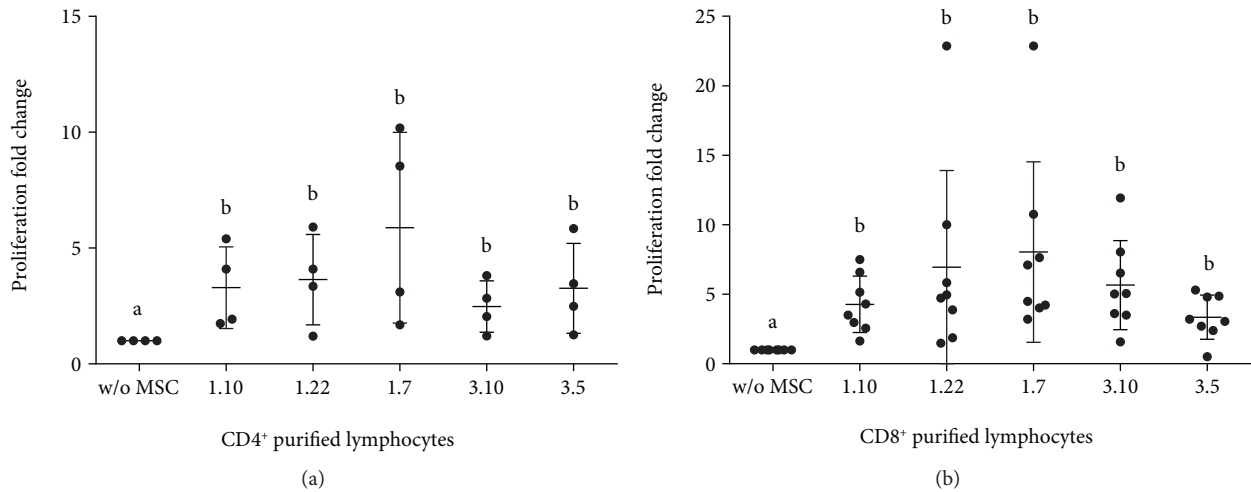 15
10
5
0
Proliferation fold change
a
b
b
b
b
b
w/o MSC 1.10 1.22 1.7 3.10 3.5
CD4⁺ purified lymphocytes
(a)
25
20
15
10
5
0
Proliferation fold change
a
b
b
b
b
b
w/o MSC 1.10 1.22 1.7 3.10 3.5
CD8⁺ purified lymphocytes
(b)